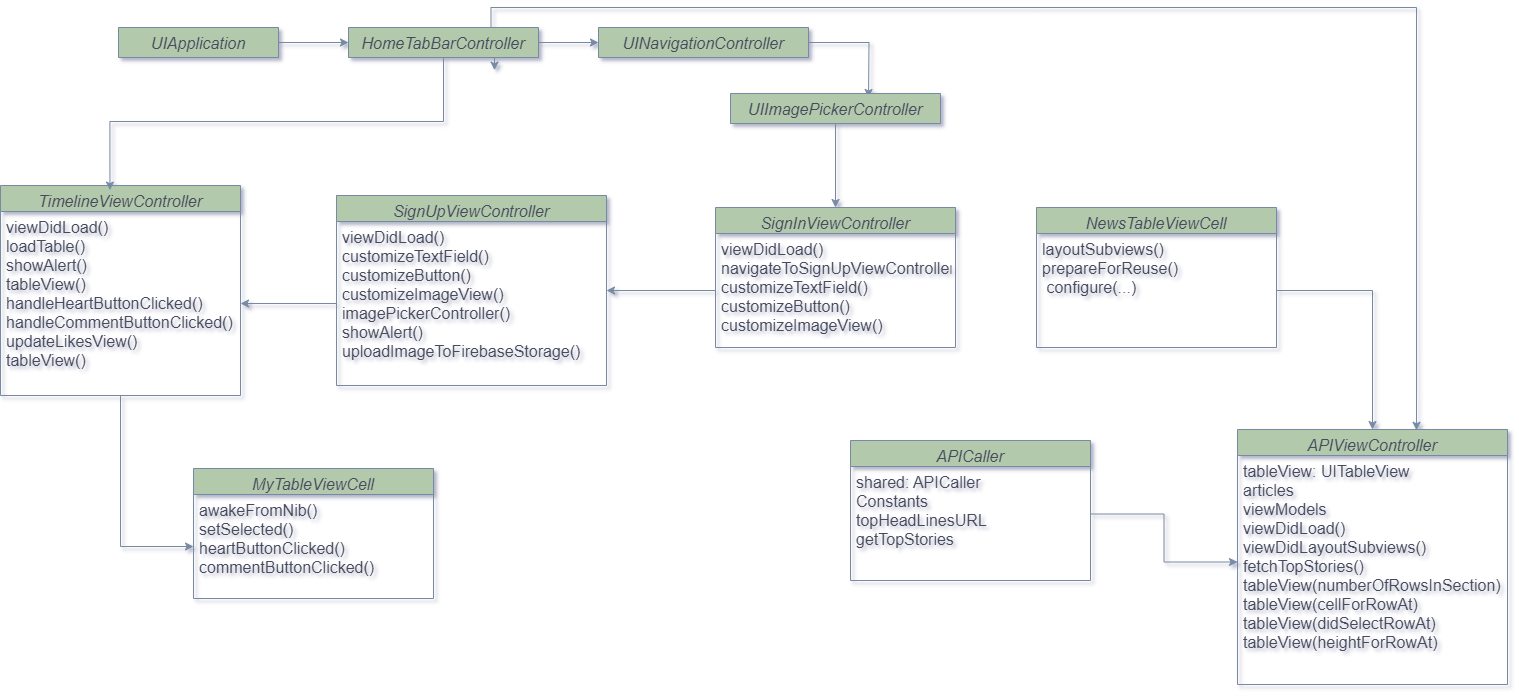 UIApplication
HomeTabBarController
UINavigationController
UIImagePickerController
TimelineViewController
viewDidLoad()
loadTable()
showAlert()
tableView()
handleHeartButtonClicked()
handleCommentButtonClicked()
updateLikesView()
tableView()
SignUpViewController
viewDidLoad()
customizeTextField()
customizeButton()
customizeImageView()
imagePickerController()
showAlert()
uploadImageToFirebaseStorage()
SignInViewController
viewDidLoad()
navigateToSignUpViewController
customizeTextField()
customizeButton()
customizeImageView()
NewsTableViewCell
layoutSubviews()
prepareForReuse()
configure(...)
MyTableViewCell
awakeFromNib()
setSelected()
heartButtonClicked()
commentButtonClicked()
APICaller
shared: APICaller
Constants
topHeadLinesURL
getTopStories
APIViewController
tableView: UITableView
articles
viewModels
viewDidLoad()
viewDidLayoutSubviews()
fetchTopStories()
tableView(numberOfRowsInSection)
tableView(cellForRowAt)
tableView(didSelectRowAt)
tableView(heightForRowAt)